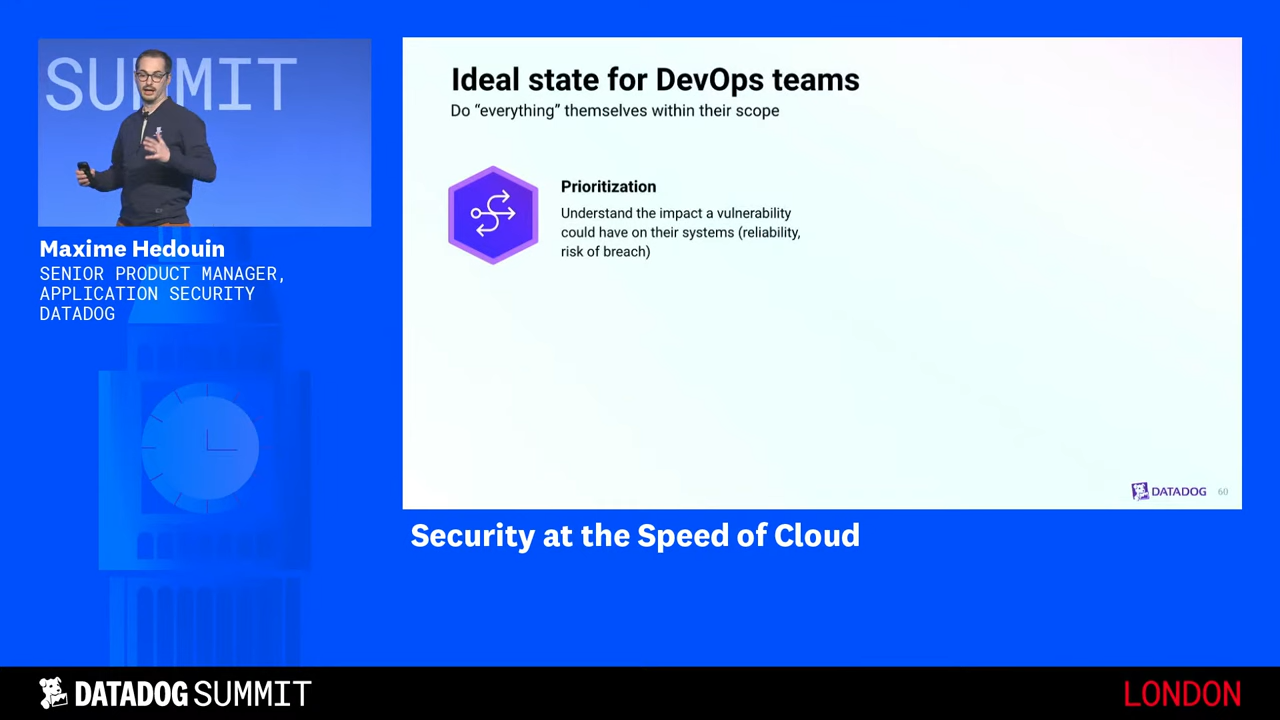 SUMMIT
Maxime Hedouin
SENIOR PRODUCT MANAGER,
APPLICATION SECURITY
DATADOG
Ideal state for DevOps teams
Do “everything” themselves within their scope
Prioritization
Understand the impact a vulnerability
could have on their systems (reliability,
risk of breach)
DATADOG 60
Security at the Speed of Cloud
DATADOG SUMMIT
LONDON